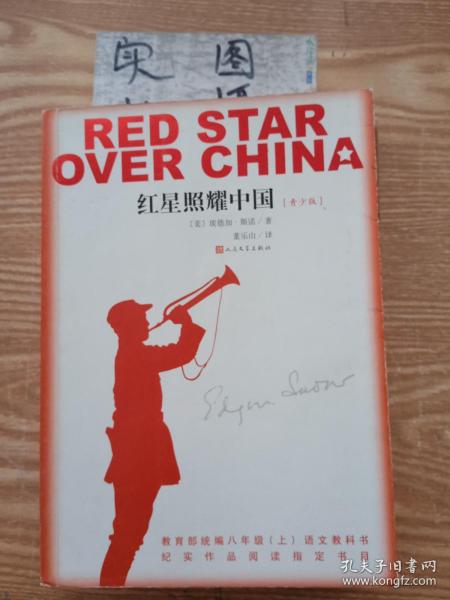 实图
RED STAR
OVER CHINA
红星照耀中国 [青少版]
〔美〕埃德加·斯诺/著
董乐山/译
人民文学出版社
Edgar Snow
教育部统编八年级(上)语文教科书
纪实作品阅读指定书目
孔夫子旧书网
kongfz.com